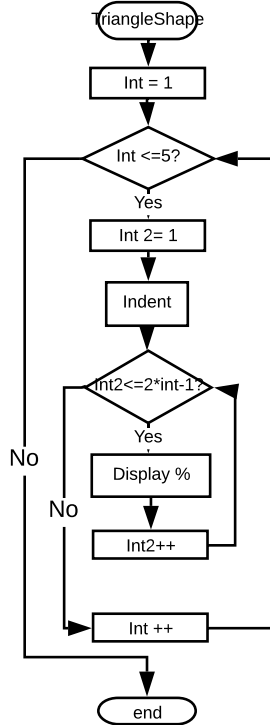 TriangleShape
Int = 1
Int <=5?
Yes
Int 2= 1
Indent
Int2<=2*int-1?
Yes
No
Display %
No
Int2++
Int ++
end